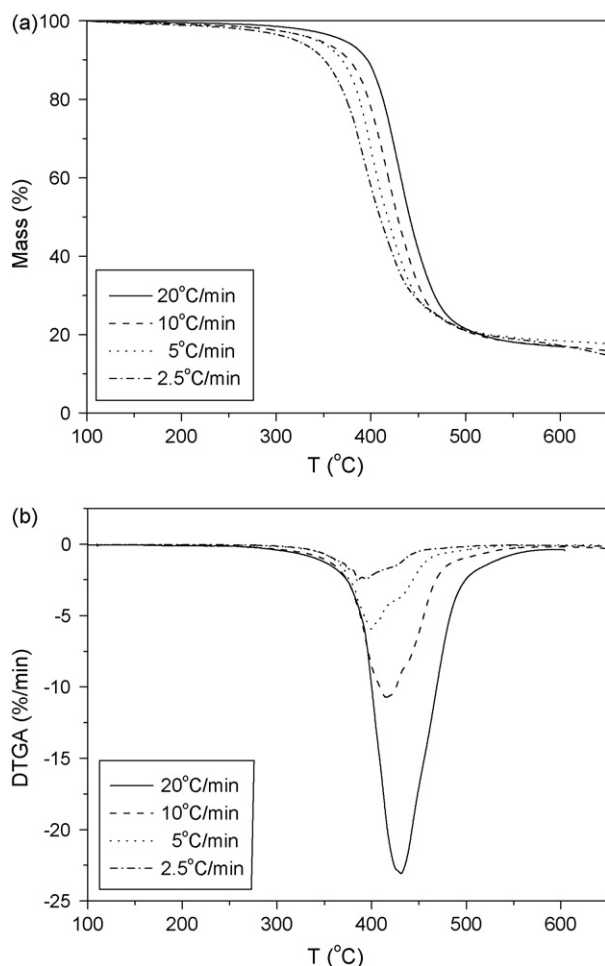 (a)
100
80
60
40
20
0
Mass (%)
20°C/min
10°C/min
5°C/min
2.5°C/min
100 200 300 400 500 600
T (°C)
(b)
0
-5
-10
-15
-20
-25
DTGA (%/min)
20°C/min
10°C/min
5°C/min
2.5°C/min
100 200 300 400 500 600
T (°C)